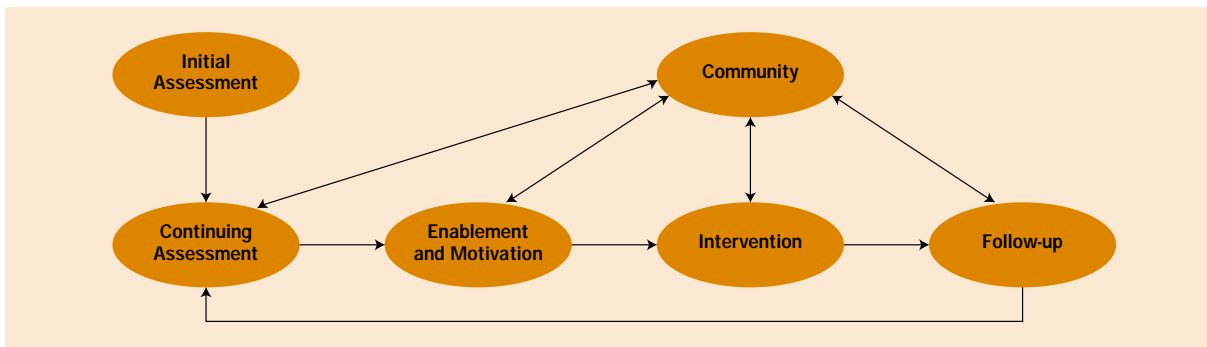 Initial
Assessment
Community
Continuing
Assessment
Enablement
and Motivation
Intervention
Follow-up